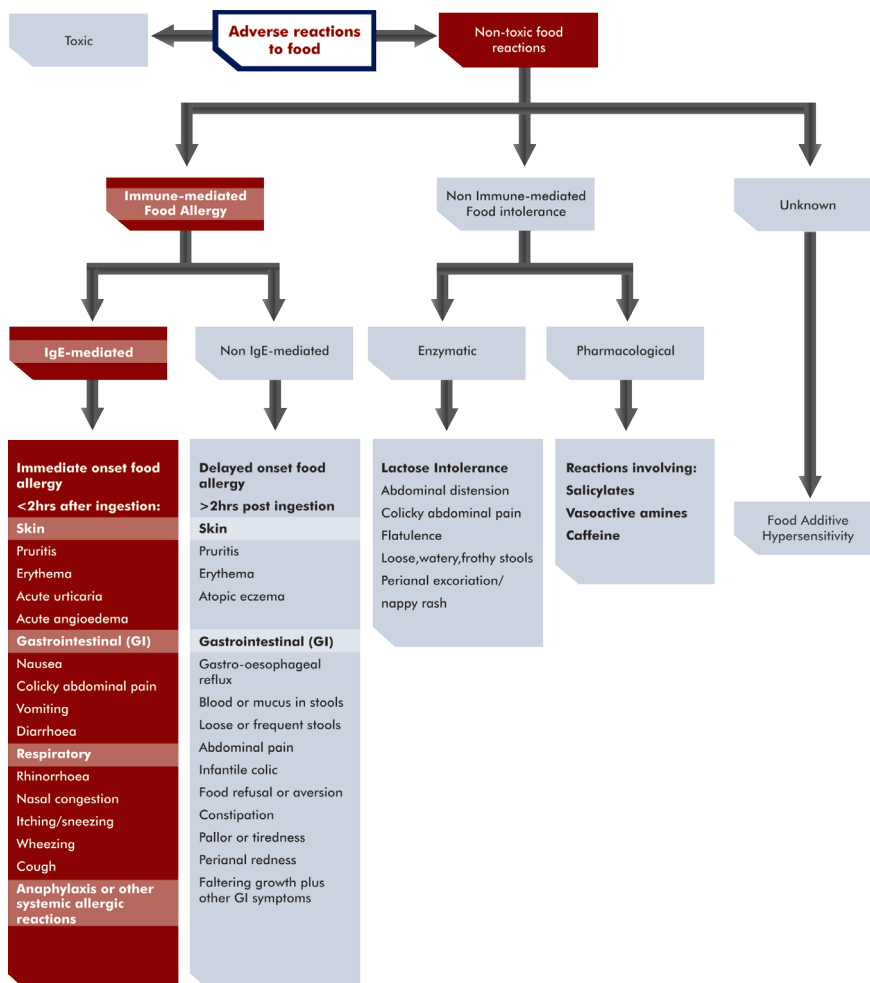 Toxic
Adverse reactions
to food
Non-toxic food
reactions
Immune-mediated
Food Allergy
Non Immune-mediated
Food intolerance
Unknown
IgE-mediated
Non IgE-mediated
Enzymatic
Pharmacological
Immediate onset food
allergy
<2hrs after ingestion:
Skin
Pruritis
Erythema
Acute urticaria
Acute angioedema
Gastrointestinal (GI)
Nausea
Colicky abdominal pain
Vomiting
Diarrhoea
Respiratory
Rhinorrhoea
Nasal congestion
Itching/sneezing
Wheezing
Cough
Anaphylaxis or other
systemic allergic
reactions
Delayed onset food
allergy
>2hrs post ingestion
Skin
Pruritis
Erythema
Atopic eczema
Gastrointestinal (GI)
Gastro-oesophageal
reflux
Blood or mucus in stools
Loose or frequent stools
Abdominal pain
Infantile colic
Food refusal or aversion
Constipation
Pallor or tiredness
Perianal redness
Faltering growth plus
other GI symptoms
Lactose Intolerance
Abdominal distension
Colicky abdominal pain
Flatulence
Loose,watery,frothy stools
Perianal excoriation/
nappy rash
Reactions involving:
Salicylates
Vasoactive amines
Caffeine
Food Additive
Hypersensitivity